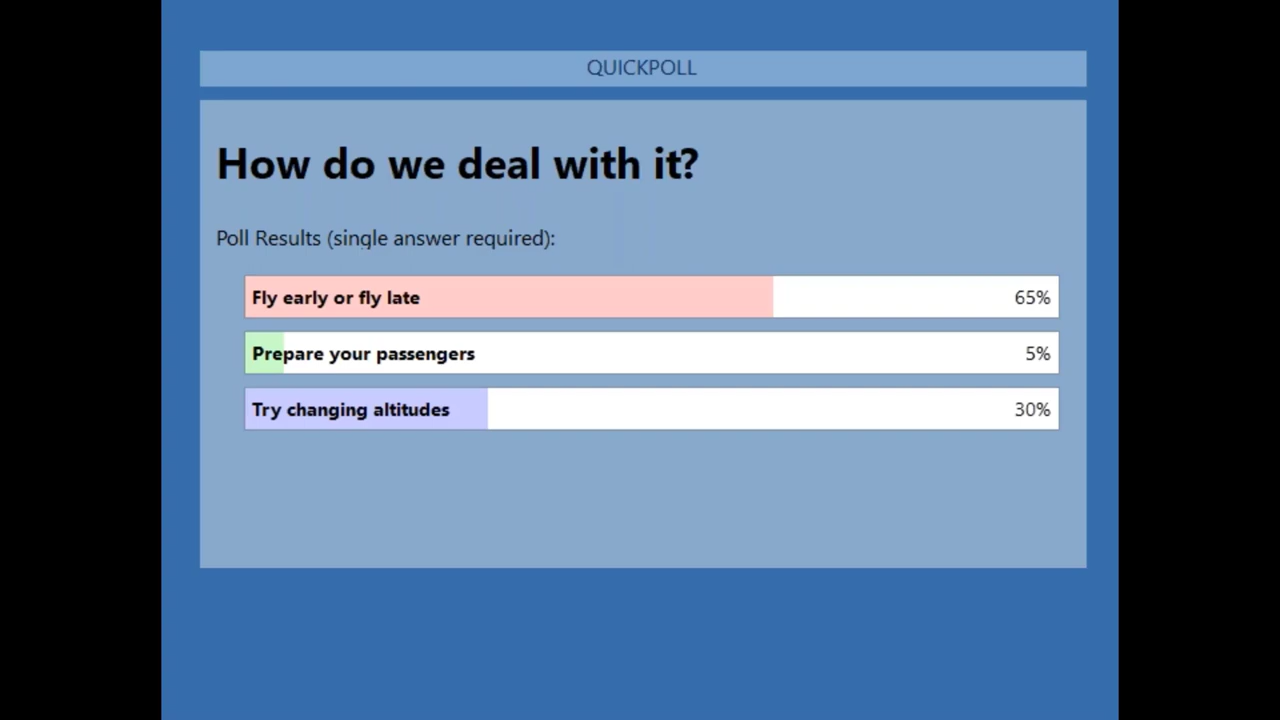 QUICKPOLL
How do we deal with it?
Poll Results (single answer required):
Fly early or fly late 65%
Prepare your passengers 5%
Try changing altitudes 30%